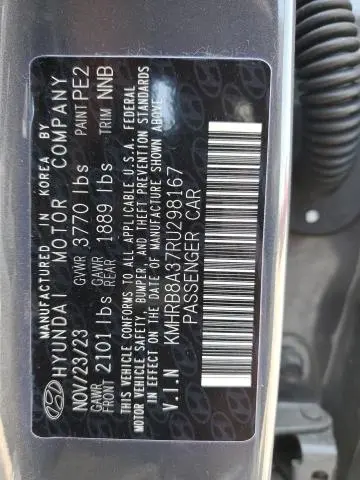 MANUFACTURED IN KOREA BY
HYUNDAI MOTOR COMPANY
NOV/23/23 GVWR 3770 lbs PAINT PE2
GAWR FRONT 2101 lbs GAWR REAR 1889 lbs TRIM NNB
THIS VEHICLE CONFORMS TO ALL APPLICABLE U.S.A. FEDERAL
MOTOR VEHICLE SAFETY, BUMPER, AND THEFT PREVENTION STANDARDS
IN EFFECT ON THE DATE OF MANUFACTURE SHOWN ABOVE.
V.I.N KMHRB8A37RU298167
PASSENGER CAR